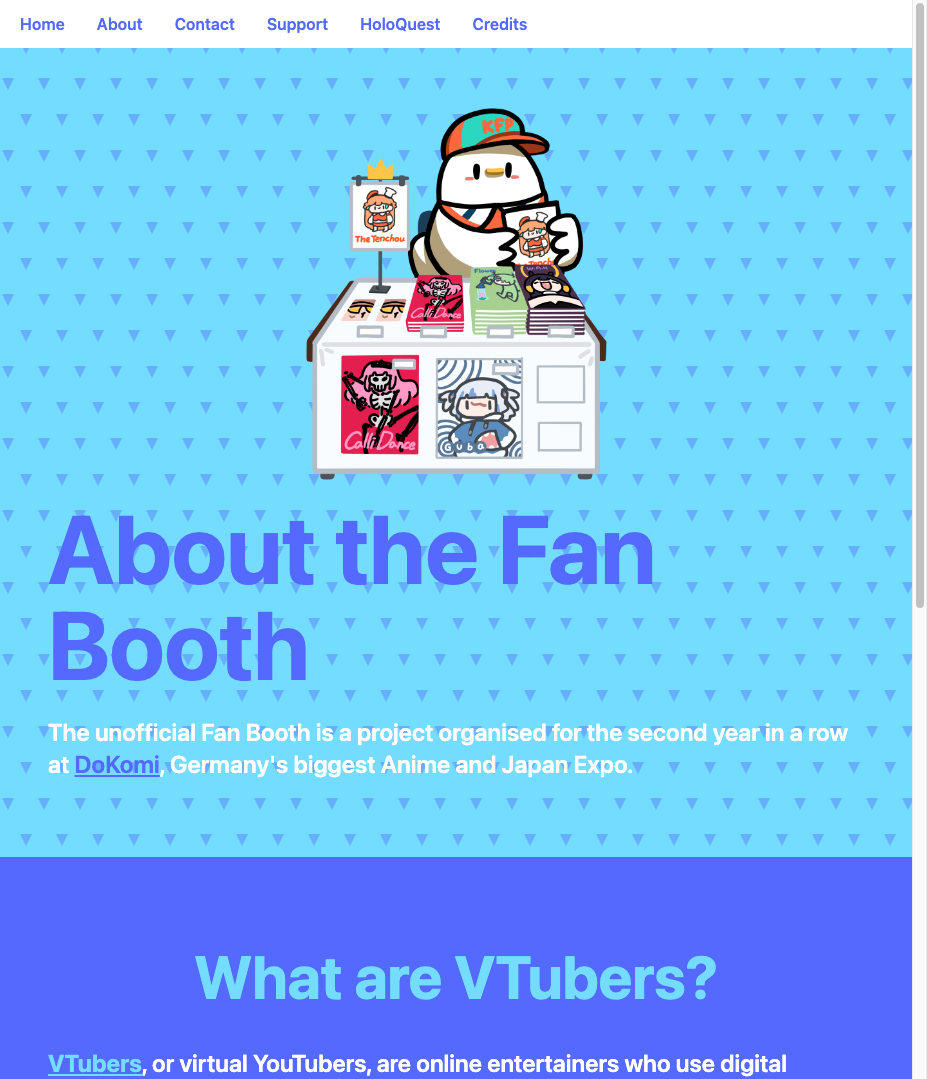 Home About Contact Support HoloQuest Credits
KFP
The Tenchou
Flower
Calli Dance
Calli Dance
Guba
About the Fan
Booth
The unofficial Fan Booth is a project organised for the second year in a row
at DoKomi, Germany's biggest Anime and Japan Expo.
What are VTubers?
VTubers, or virtual YouTubers, are online entertainers who use digital